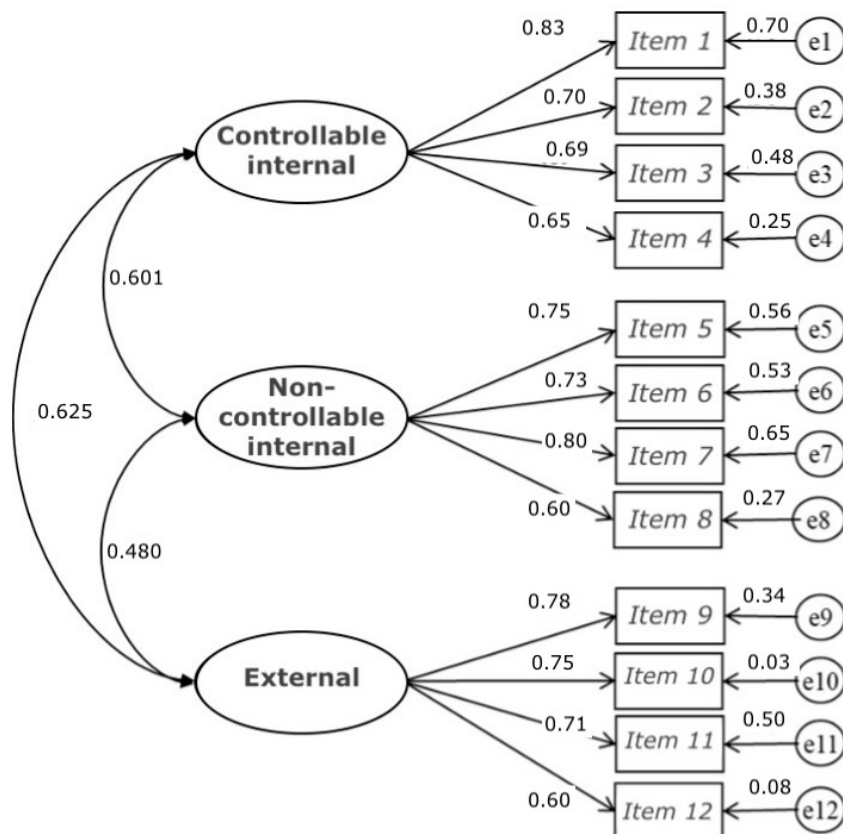 0.83 Item 1 0.70 e1
0.70 Item 2 0.38 e2
Controllable
internal
0.69 Item 3 0.48 e3
0.65 Item 4 0.25 e4
0.601
0.75 Item 5 0.56 e5
0.73 Item 6 0.53 e6
Non-
controllable
internal
0.625
0.80 Item 7 0.65 e7
0.60 Item 8 0.27 e8
0.480
0.78 Item 9 0.34 e9
External
0.75 Item 10 0.03 e10
0.71 Item 11 0.50 e11
0.60 Item 12 0.08 e12